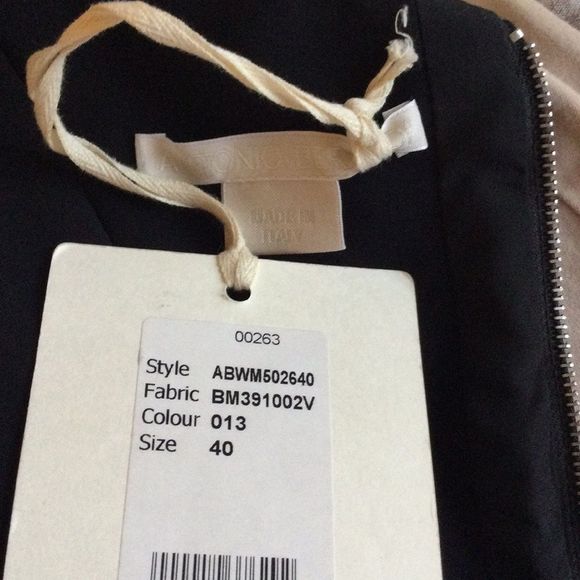 MADE IN
ITALY
00263
Style ABWM502640
Fabric BM391002V
Colour 013
Size 40